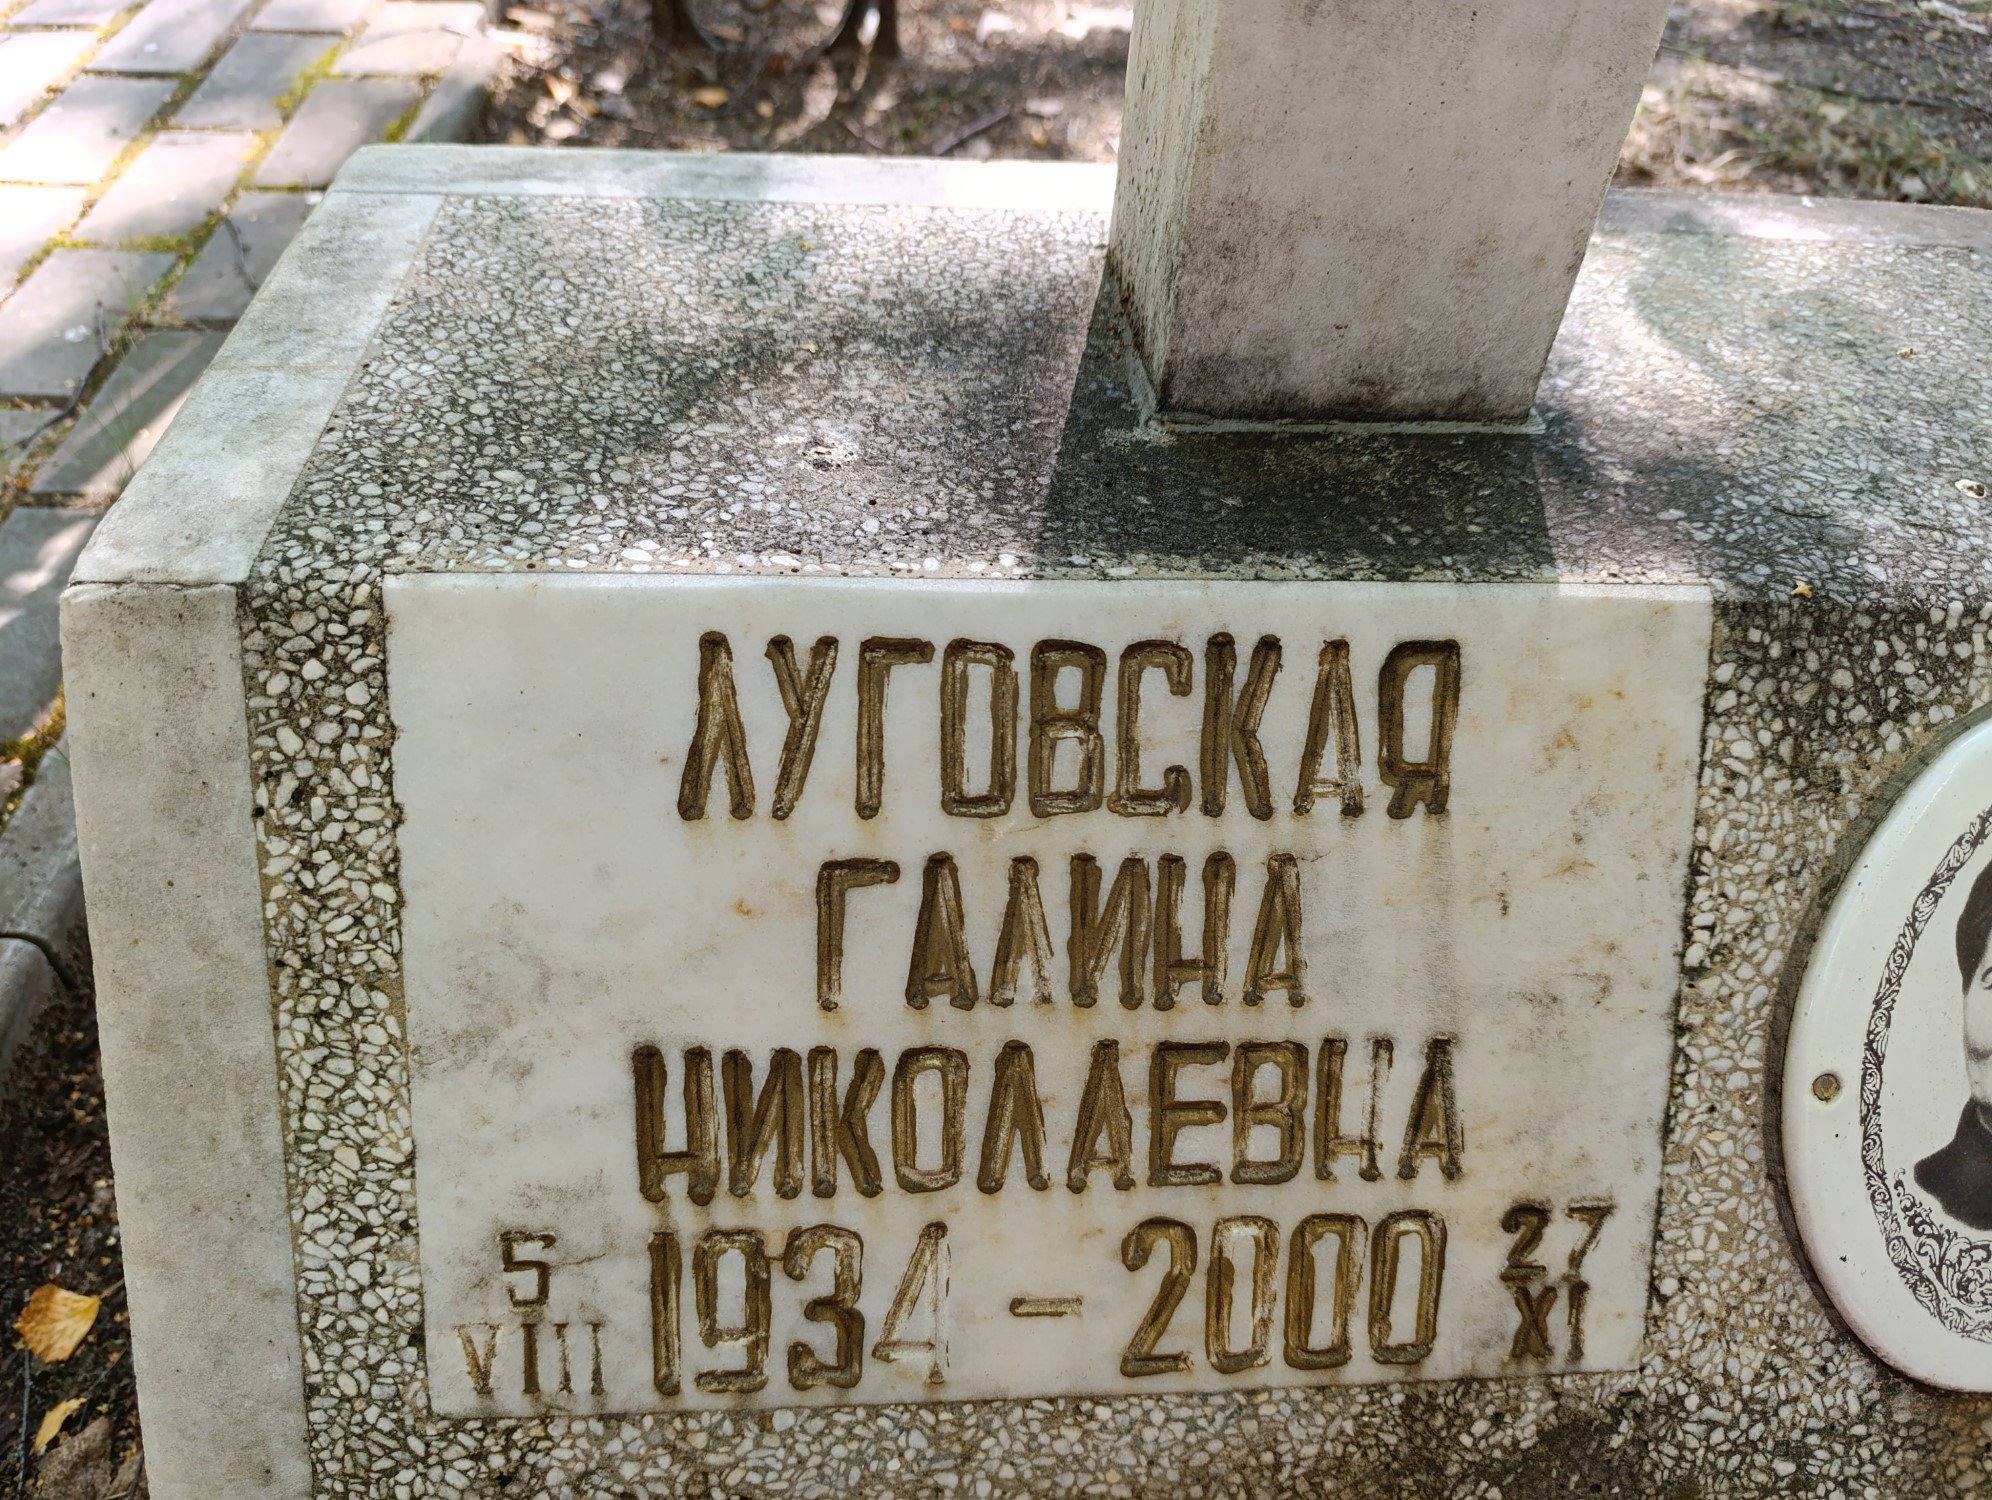 ЛУГОВСКАЯ
ГАЛИНА
НИКОЛАЕВНА
5 VIII 1934 – 2000 27 XI